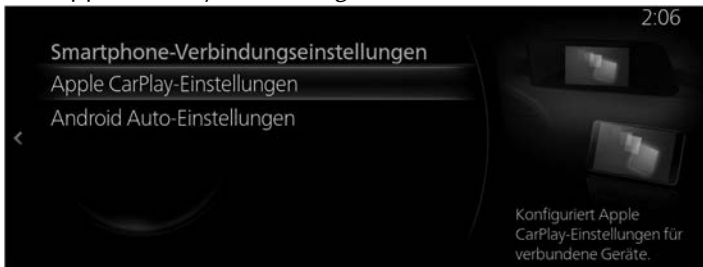 2:06
Smartphone-Verbindungseinstellungen
Apple CarPlay-Einstellungen
Android Auto-Einstellungen
<
Konfiguriert Apple
CarPlay-Einstellungen für
verbundene Geräte.